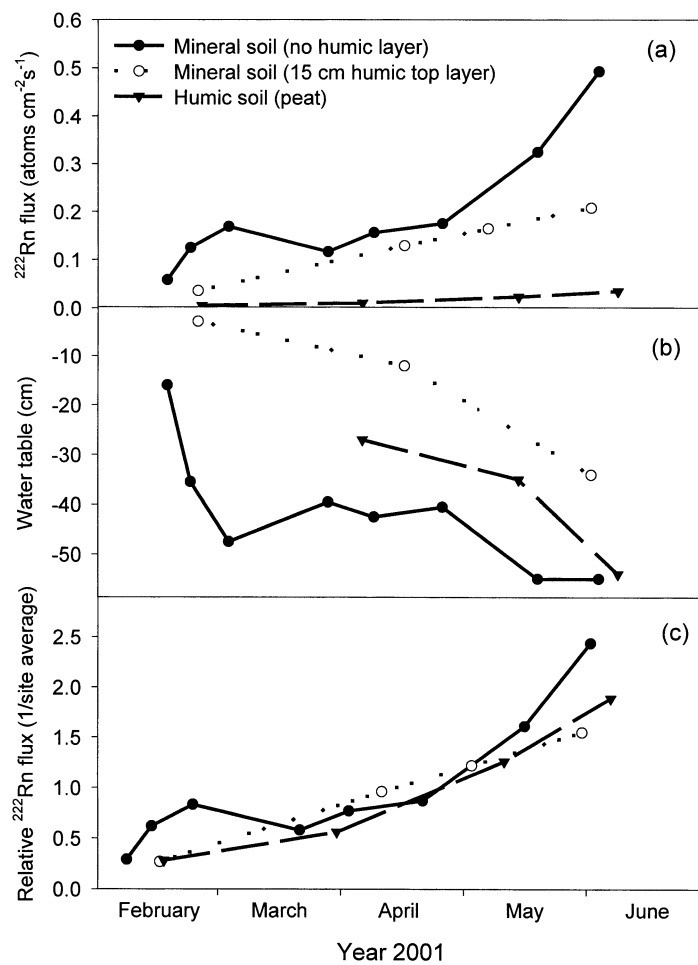 0.6
0.5
0.4
0.3
0.2
0.1
0.0
²²²Rn flux (atoms cm⁻²s⁻¹)
Mineral soil (no humic layer)
Mineral soil (15 cm humic top layer)
Humic soil (peat)
(a)
-10
-20
-30
-40
-50
Water table (cm)
(b)
2.5
2.0
1.5
1.0
0.5
0.0
Relative ²²²Rn flux (1/site average)
(c)
February March April May June
Year 2001